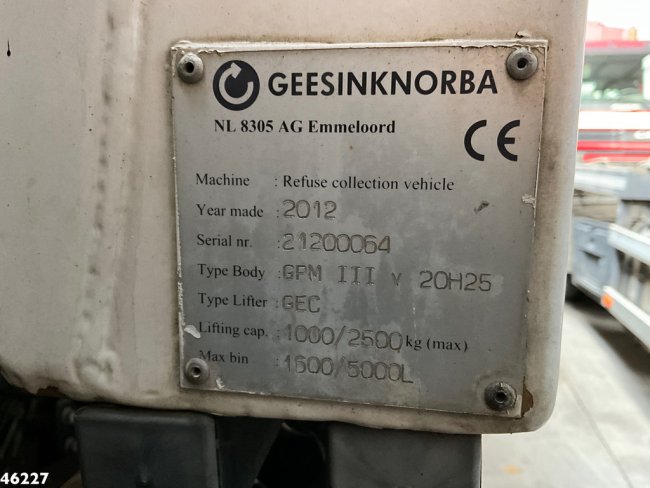 GEESINKNORBA
NL 8305 AG Emmeloord
CE
Machine : Refuse collection vehicle
Year made : 2012
Serial nr. : 21200064
Type Body : GPM III v 20H25
Type Lifter : GEC
Lifting cap. : 1000/2500 kg (max)
Max bin : 1600/5000L
46227